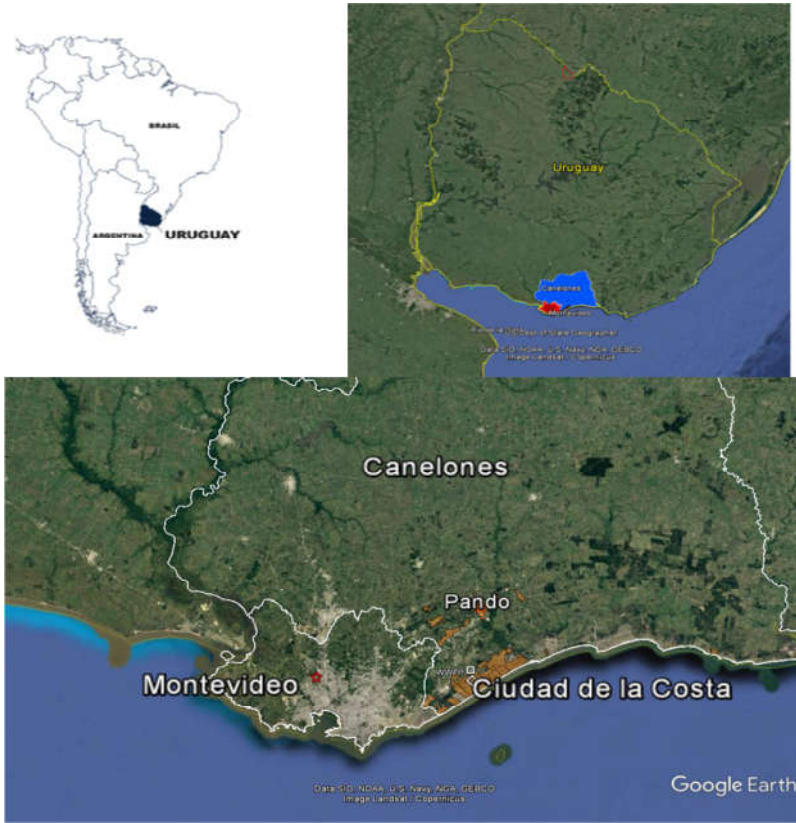 BRASIL
ARGENTINA
URUGUAY
Uruguay
Canelones
Montevideo
Data SIO, NOAA, U.S. Navy, NGA, GEBCO
Image Landsat / Copernicus
Canelones
Pando
Montevideo
Ciudad de la Costa
Data SIO, NOAA, U.S. Navy, NGA, GEBCO
Image Landsat / Copernicus
Google Earth